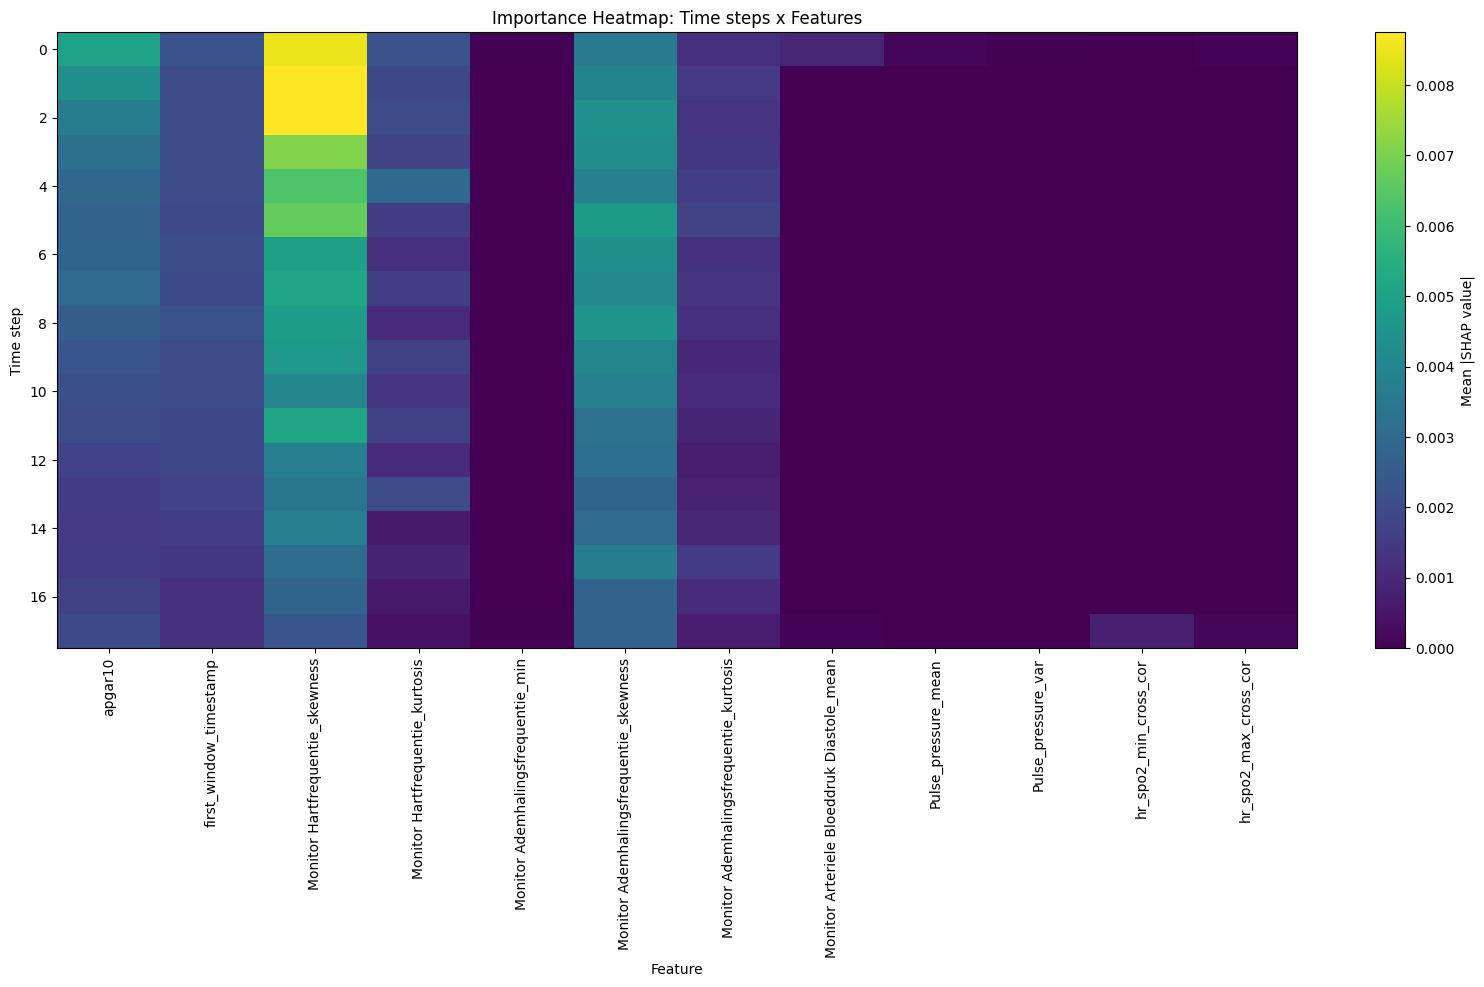 Importance Heatmap: Time steps x Features
Time step
0
2
4
6
8
10
12
14
16
apgar10
first_window_timestamp
Monitor Hartfrequentie_skewness
Monitor Hartfrequentie_kurtosis
Monitor Ademhalingsfrequentie_min
Monitor Ademhalingsfrequentie_skewness
Monitor Ademhalingsfrequentie_kurtosis
Monitor Arteriele Bloeddruk Diastole_mean
Pulse_pressure_mean
Pulse_pressure_var
hr_spo2_min_cross_cor
hr_spo2_max_cross_cor
Feature
0.008
0.007
0.006
0.005
0.004
0.003
0.002
0.001
0.000
Mean |SHAP value|